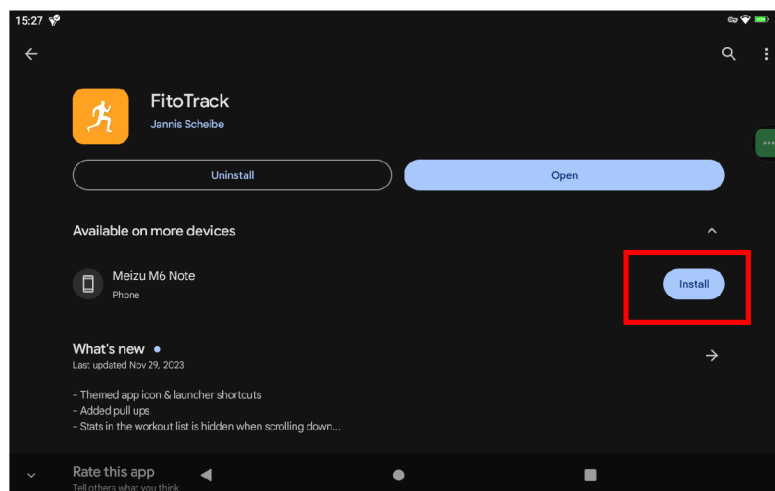 15:27
FitoTrack
Jannis Scheibe
Uninstall
Open
Available on more devices
Meizu M6 Note
Phone
Install
What's new
Last updated Nov 29, 2023
- Themed app icon & launcher shortcuts
- Added pull ups
- Stats in the workout list is hidden when scrolling down...
Rate this app
Tell others what you think